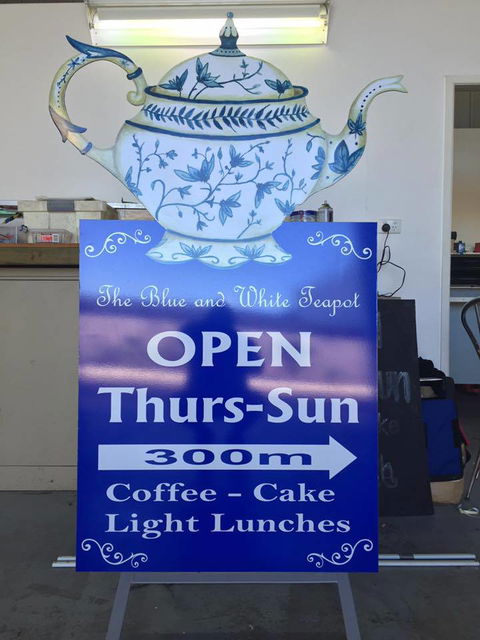 The Blue and White Teapot
OPEN
Thurs-Sun
300m
Coffee - Cake
Light Lunches